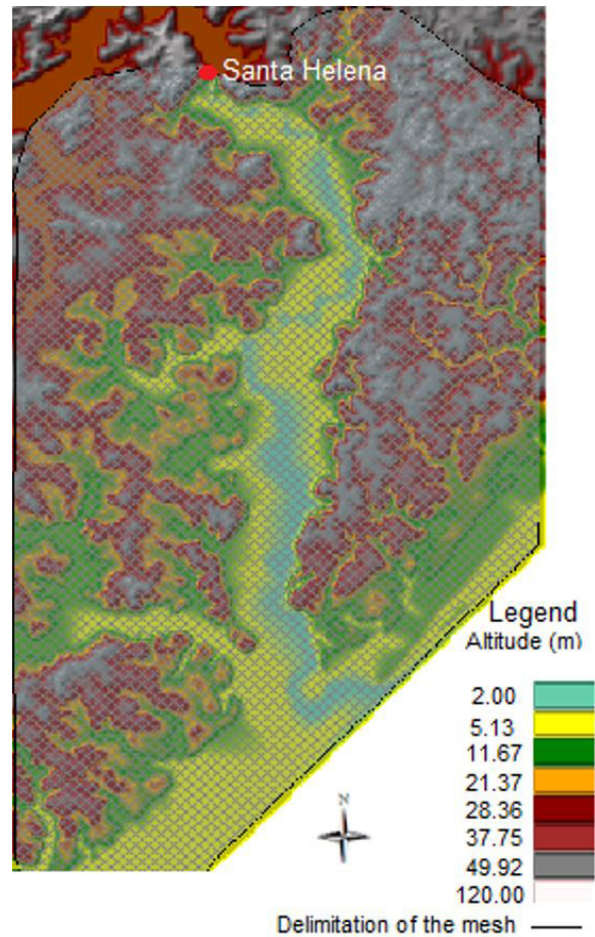 Santa Helena
Legend
Altitude (m)
2.00
5.13
11.67
21.37
28.36
37.75
49.92
120.00
N
Delimitation of the mesh